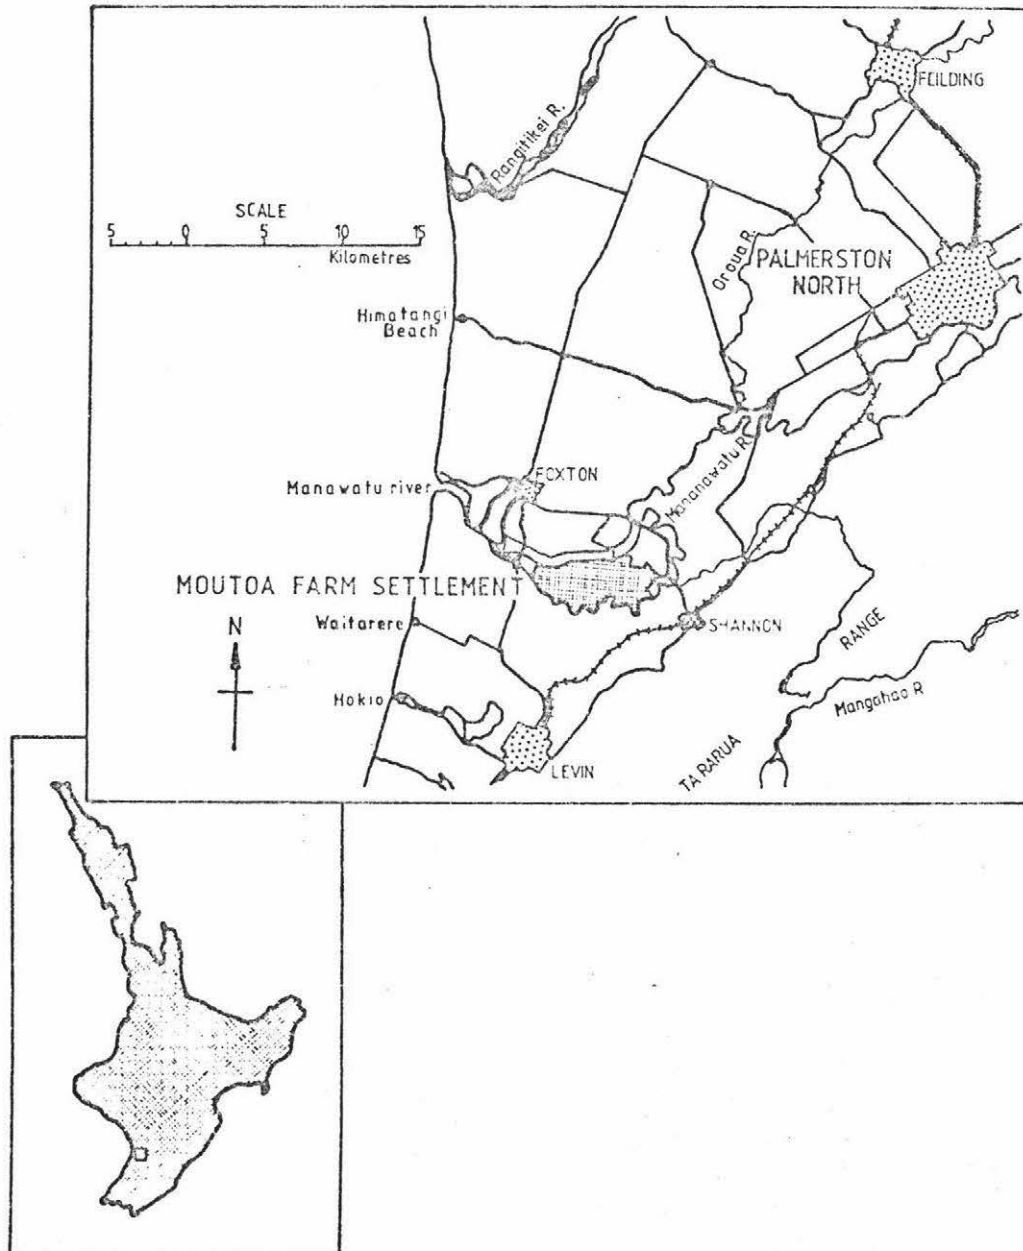 FEILDING
Rangitikei R.
SCALE
5 0 5 10 15
Kilometres
Oroua R.
PALMERSTON
NORTH
Himatangi
Beach
FOXTON
Manawatu river
Mananawatu R.
MOUTOA FARM SETTLEMENT
Waitarere
SHANNON
N
RANGE
Hokio
Mangahao R
TARARUA
LEVIN